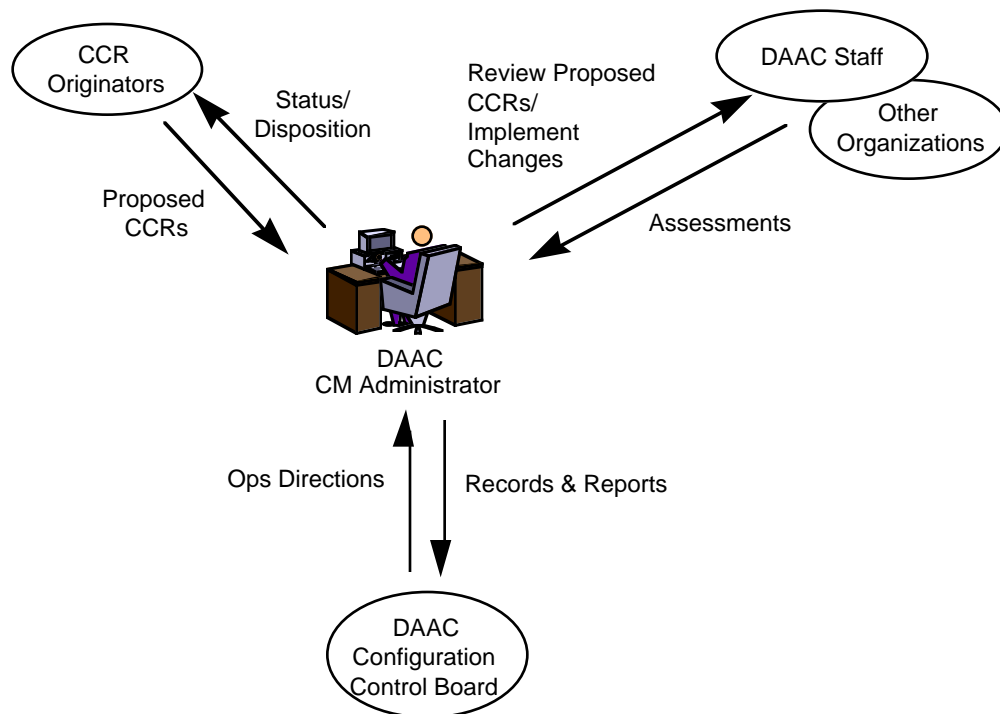 CCR
Originators
Status/
Disposition
Proposed
CCRs
Review Proposed
CCRs/
Implement
Changes
DAAC Staff
Other
Organizations
Assessments
DAAC
CM Administrator
Ops Directions
Records & Reports
DAAC
Configuration
Control Board